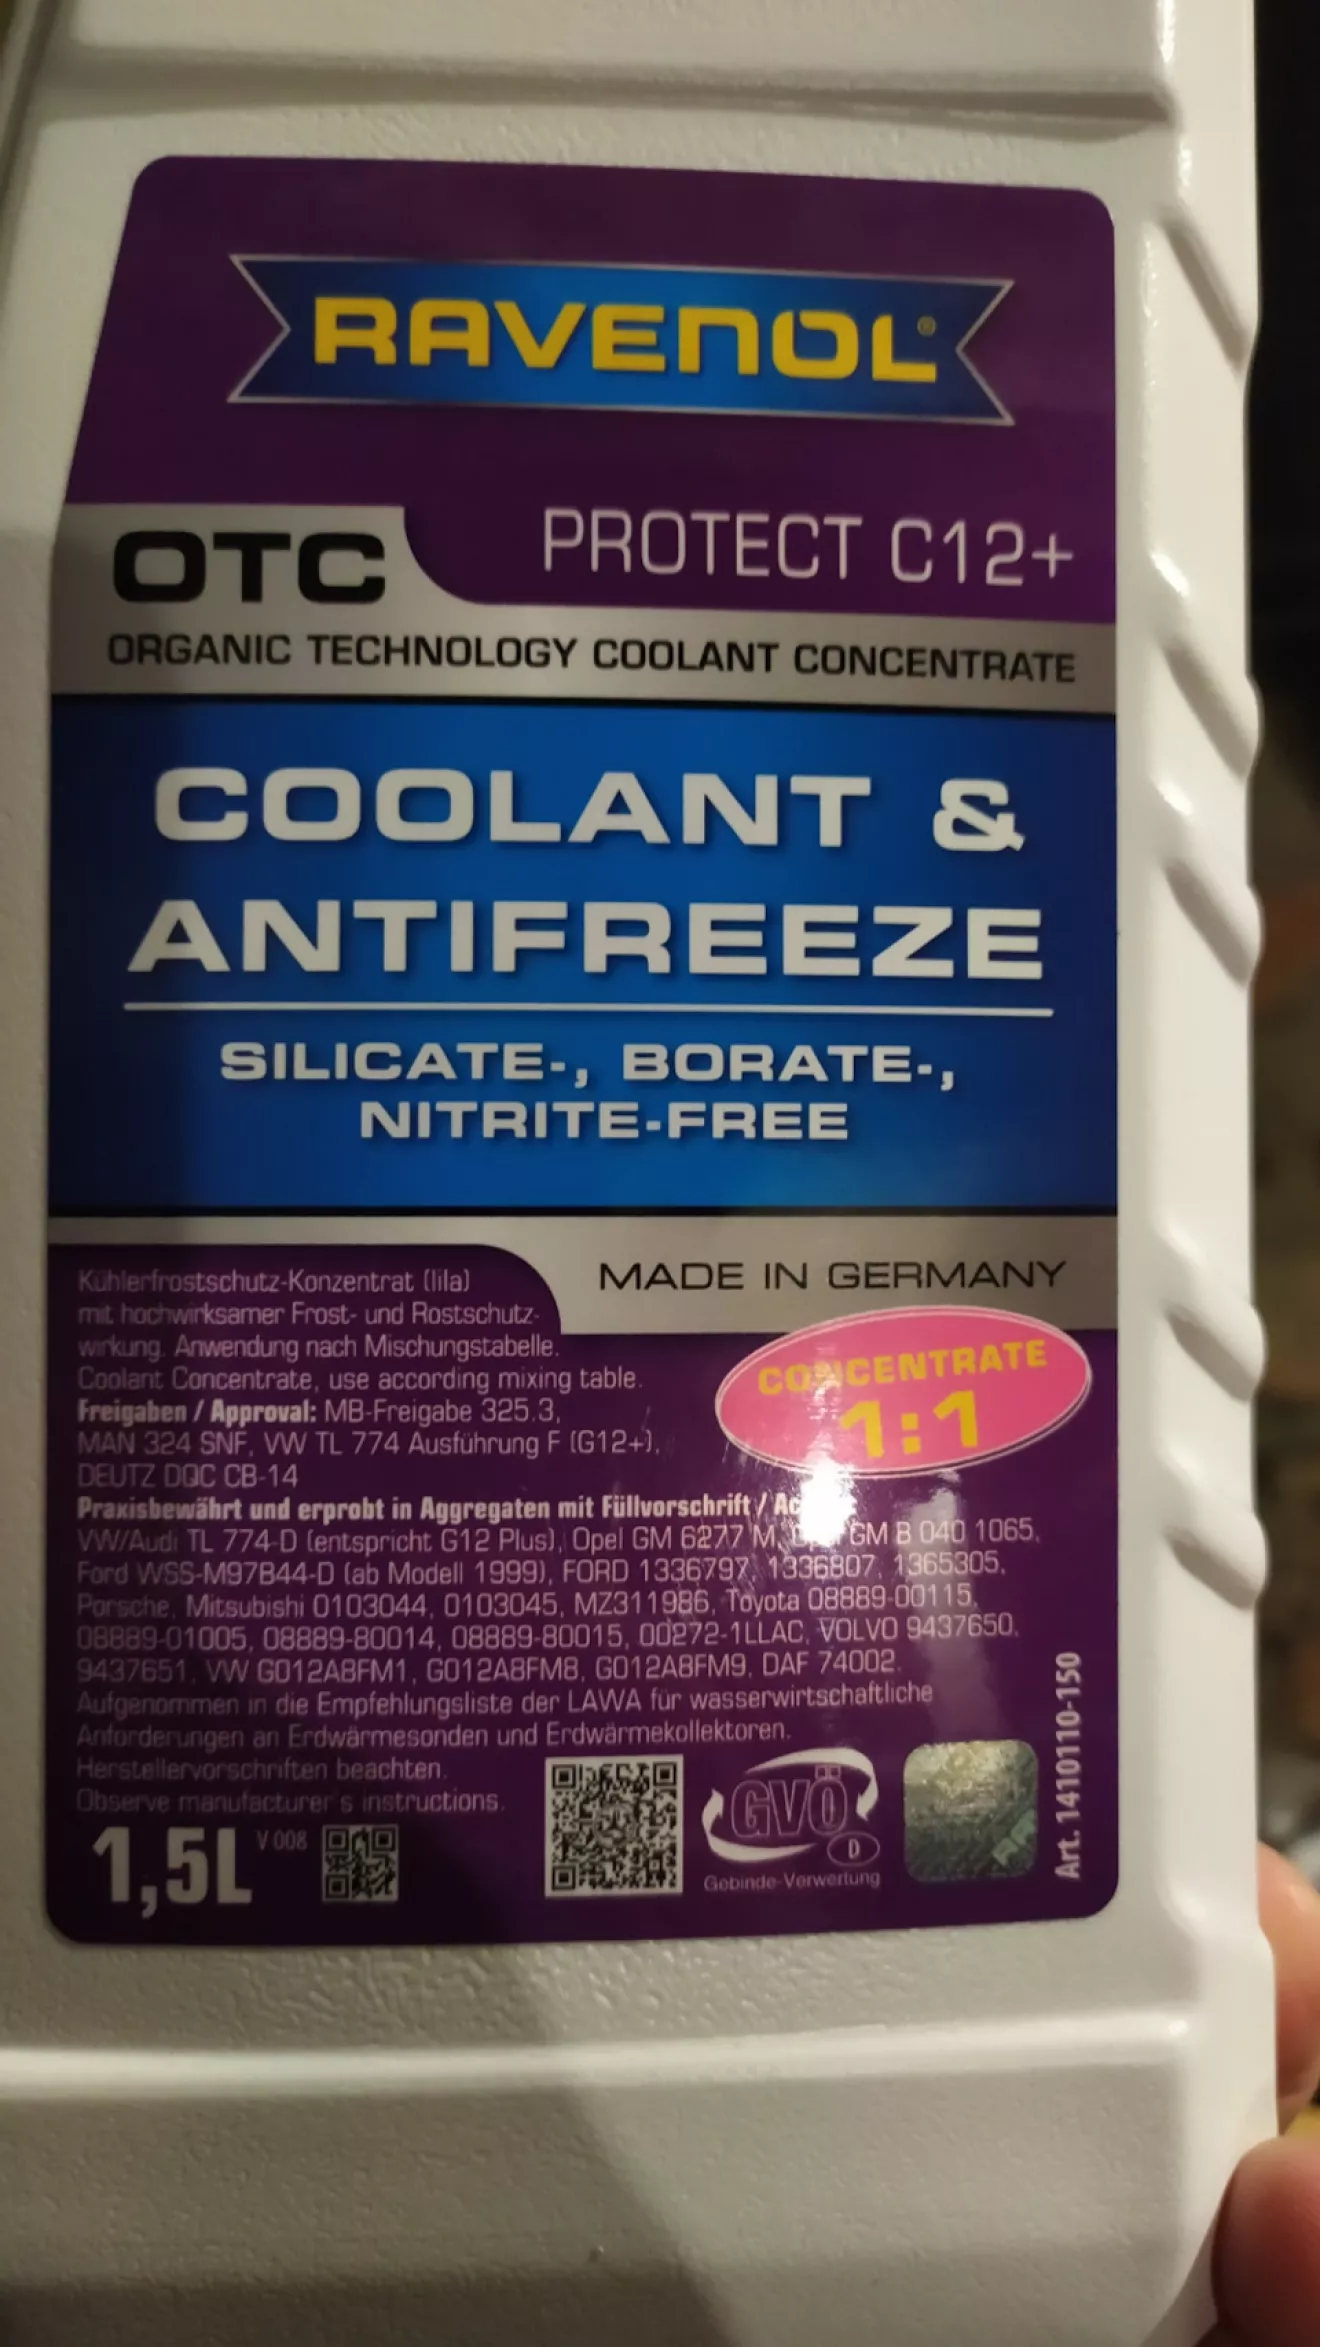 RAVENOL®
OTC
PROTECT C12+
ORGANIC TECHNOLOGY COOLANT CONCENTRATE
COOLANT &
ANTIFREEZE
SILICATE-, BORATE-,
NITRITE-FREE
MADE IN GERMANY
Kühlerfrostschutz-Konzentrat (lila)
mit hochwirksamer Frost- und Rostschutz-
wirkung. Anwendung nach Mischungstabelle.
Coolant Concentrate, use according mixing table.
CONCENTRATE
1:1
Freigaben / Approval: MB-Freigabe 325.3,
MAN 324 SNF, VW TL 774 Ausführung F (G12+),
DEUTZ DQC CB-14
Praxisbewährt und erprobt in Aggregaten mit Füllvorschrift /
VW/Audi TL 774-D (entspricht G12 Plus), Opel GM 6277 M, GM B 040 1065,
Ford WSS-M97B44-D (ab Modell 1999), FORD 1336797, 1336807, 1365305,
Porsche, Mitsubishi 0103044, 0103045, MZ311986, Toyota 08889-00115,
08889-01005, 08889-80014, 08889-80015, 00272-1LLAC, VOLVO 9437650,
9437651, VW G012A8FM1, G012A8FM8, G012A8FM9, DAF 74002.
Aufgenommen in die Empfehlungsliste der LAWA für wasserwirtschaftliche
Anforderungen an Erdwärmesonden und Erdwärmekollektoren.
Herstellervorschriften beachten.
Observe manufacturer's instructions.
1,5L
V 008
GVÖ
D
Gebinde-Verwertung
Art. 1410110-150